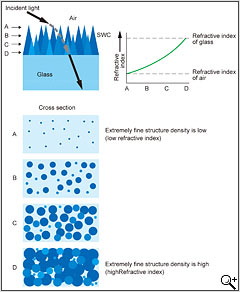 Incident light
Air
A
B
C
D
SWC
Glass
Refractive index
Refractive index
of glass
Refractive index
of air
A B C D
Cross section
A
Extremely fine structure density is low
(low refractive index)
B
C
D
Extremely fine structure density is high
(highRefractive index)